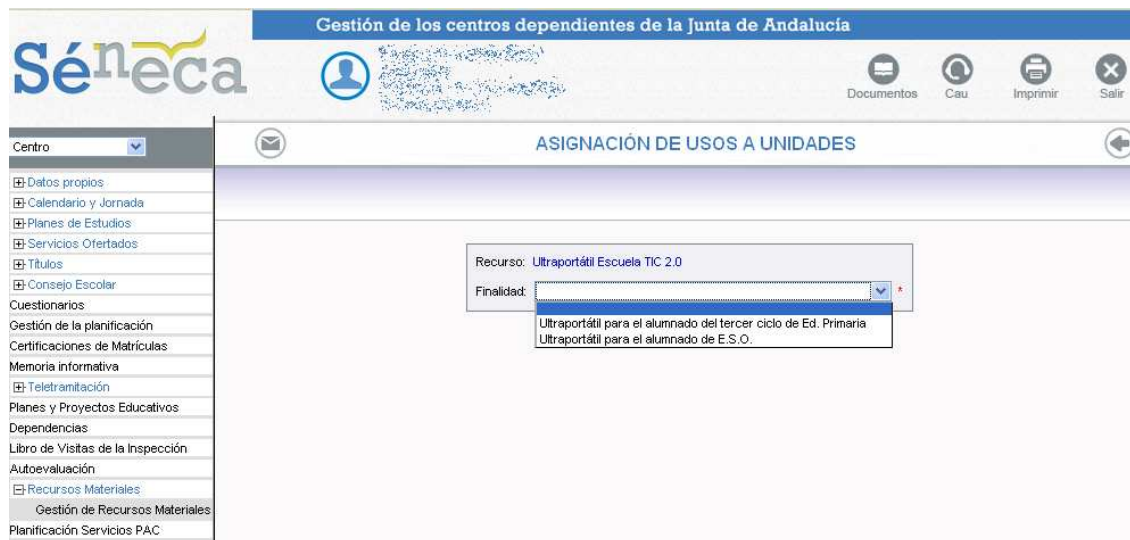 Gestión de los centros dependientes de la Junta de Andalucía
Séneca
Documentos
Cau
Imprimir
Salir
Centro
ASIGNACIÓN DE USOS A UNIDADES
Datos propios
Calendario y Jornada
Planes de Estudios
Servicios Ofertados
Títulos
Consejo Escolar
Cuestionarios
Gestión de la planificación
Certificaciones de Matrículas
Memoria informativa
Teletramitación
Planes y Proyectos Educativos
Dependencias
Libro de Visitas de la Inspección
Autoevaluación
Recursos Materiales
Gestión de Recursos Materiales
Planificación Servicios PAC
Recurso: Ultraportátil Escuela TIC 2.0
Finalidad: *
Ultraportátil para el alumnado del tercer ciclo de Ed. Primaria
Ultraportátil para el alumnado de E.S.O.